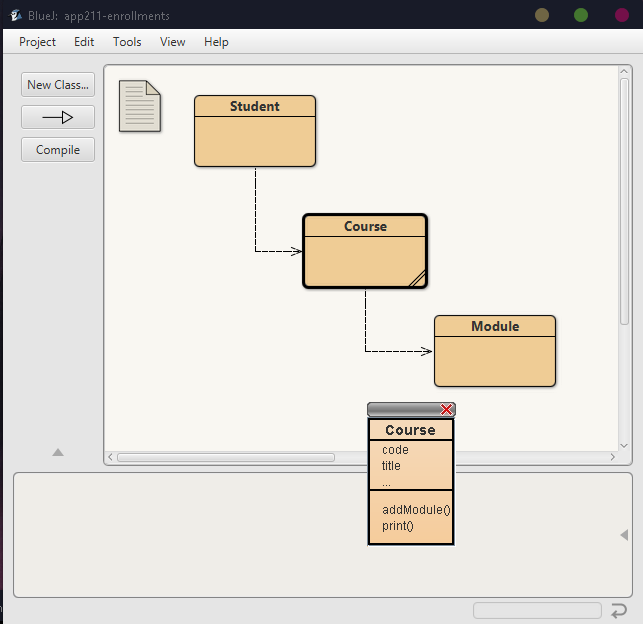 BlueJ: app211-enrollments
Project Edit Tools View Help
New Class...
Compile
Student
Course
Module
Course
code
title
...
addModule()
print()